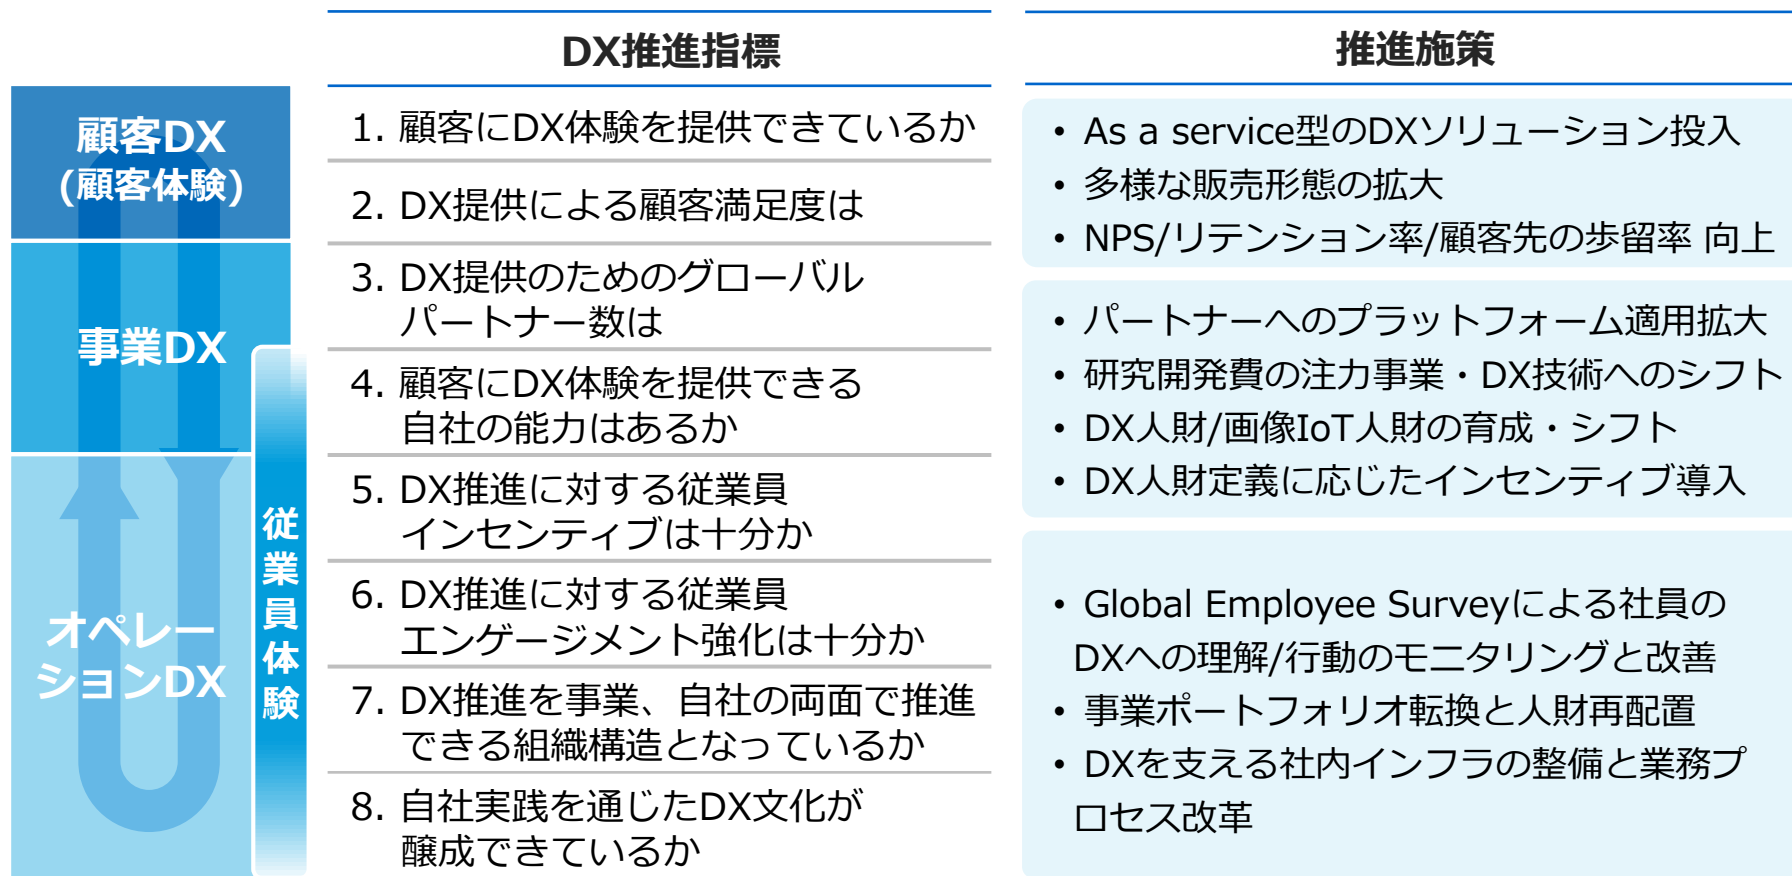 DX推進指標
推進施策
顧客DX
(顧客体験)
事業DX
オペレー
ションDX
従業員体験
1. 顧客にDX体験を提供できているか
2. DX提供による顧客満足度は
3. DX提供のためのグローバル
パートナー数は
4. 顧客にDX体験を提供できる
自社の能力はあるか
5. DX推進に対する従業員
インセンティブは十分か
6. DX推進に対する従業員
エンゲージメント強化は十分か
7. DX推進を事業、自社の両面で推進
できる組織構造となっているか
8. 自社実践を通じたDX文化が
醸成できているか
• As a service型のDXソリューション投入
• 多様な販売形態の拡大
• NPS/リテンション率/顧客先の歩留率 向上
• パートナーへのプラットフォーム適用拡大
• 研究開発費の注力事業・DX技術へのシフト
• DX人財/画像IoT人財の育成・シフト
• DX人財定義に応じたインセンティブ導入
• Global Employee Surveyによる社員の
DXへの理解/行動のモニタリングと改善
• 事業ポートフォリオ転換と人財再配置
• DXを支える社内インフラの整備と業務プ
ロセス改革